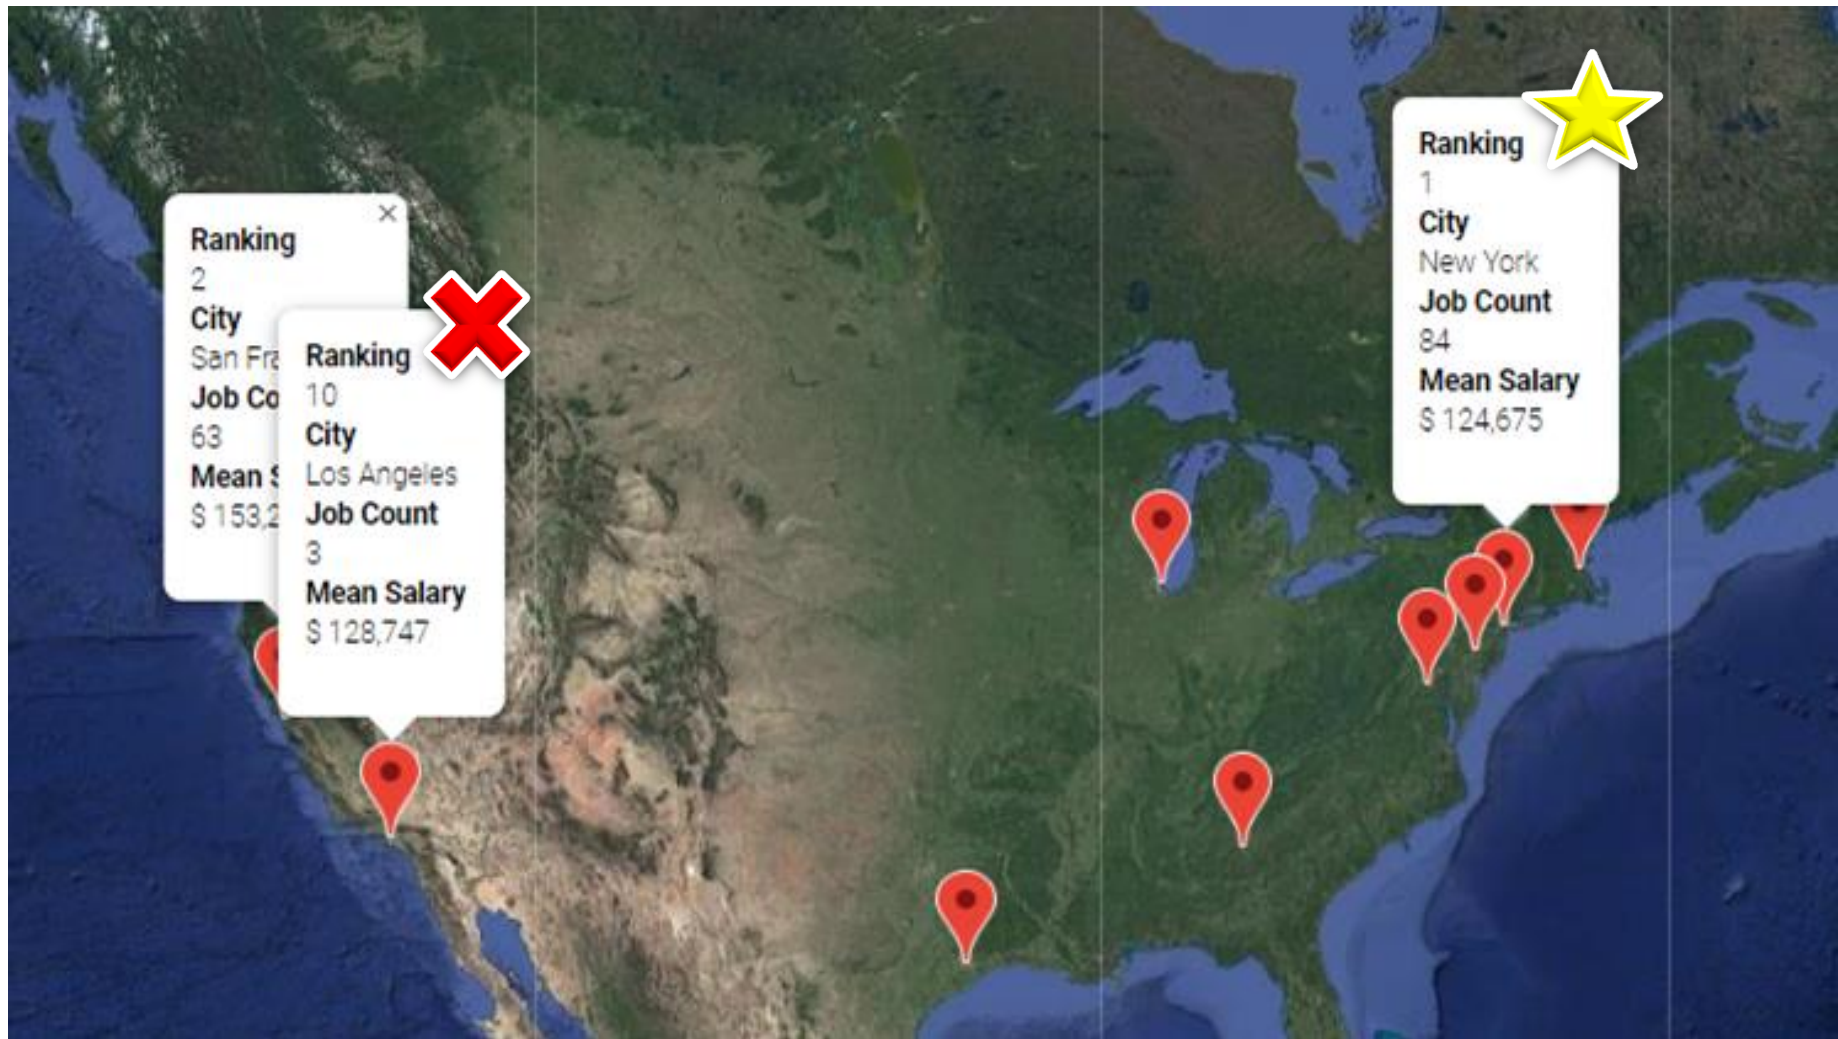 Ranking
2
City
San Fra
Job Co
63
Mean S
$ 153,2
Ranking
10
City
Los Angeles
Job Count
3
Mean Salary
$ 128,747
Ranking
1
City
New York
Job Count
84
Mean Salary
$ 124,675